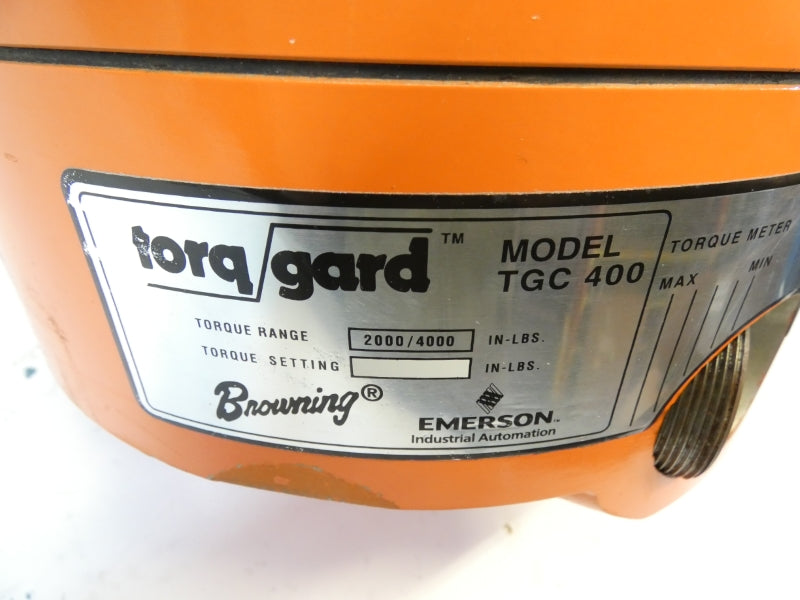 torq/gard™
MODEL
TGC 400
TORQUE METER
MAX
MIN
TORQUE RANGE 2000/4000 IN-LBS.
TORQUE SETTING IN-LBS.
Browning®
EMERSON™
Industrial Automation